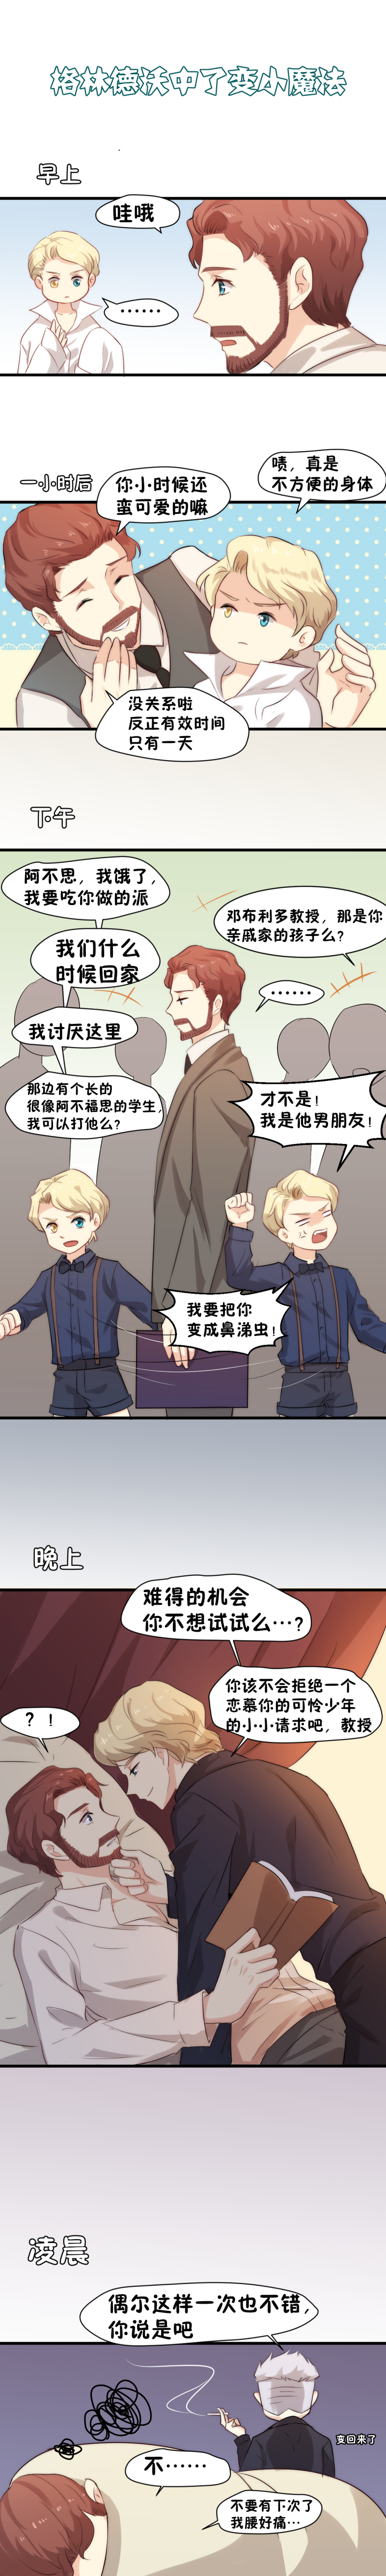 格林德沃中了变小魔法
早上
哇哦
……
一小时后
你小时候还
蛮可爱的嘛
啧，真是
不方便的身体
没关系啦
反正有效时间
只有一天
下午
阿不思，我饿了，
我要吃你做的派
邓布利多教授，那是你
亲戚家的孩子么？
我们什么
时候回家
……
我讨厌这里
那边有个长的
很像阿不福思的学生，
我可以打他么？
才不是！
我是他男朋友！
我要把你
变成鼻涕虫！
晚上
难得的机会
你不想试试么…？
你该不会拒绝一个
恋慕你的可怜少年
的小小请求吧，教授
？！
凌晨
偶尔这样一次也不错，
你说是吧
变回来了
不……
不要有下次了
我腰好痛…